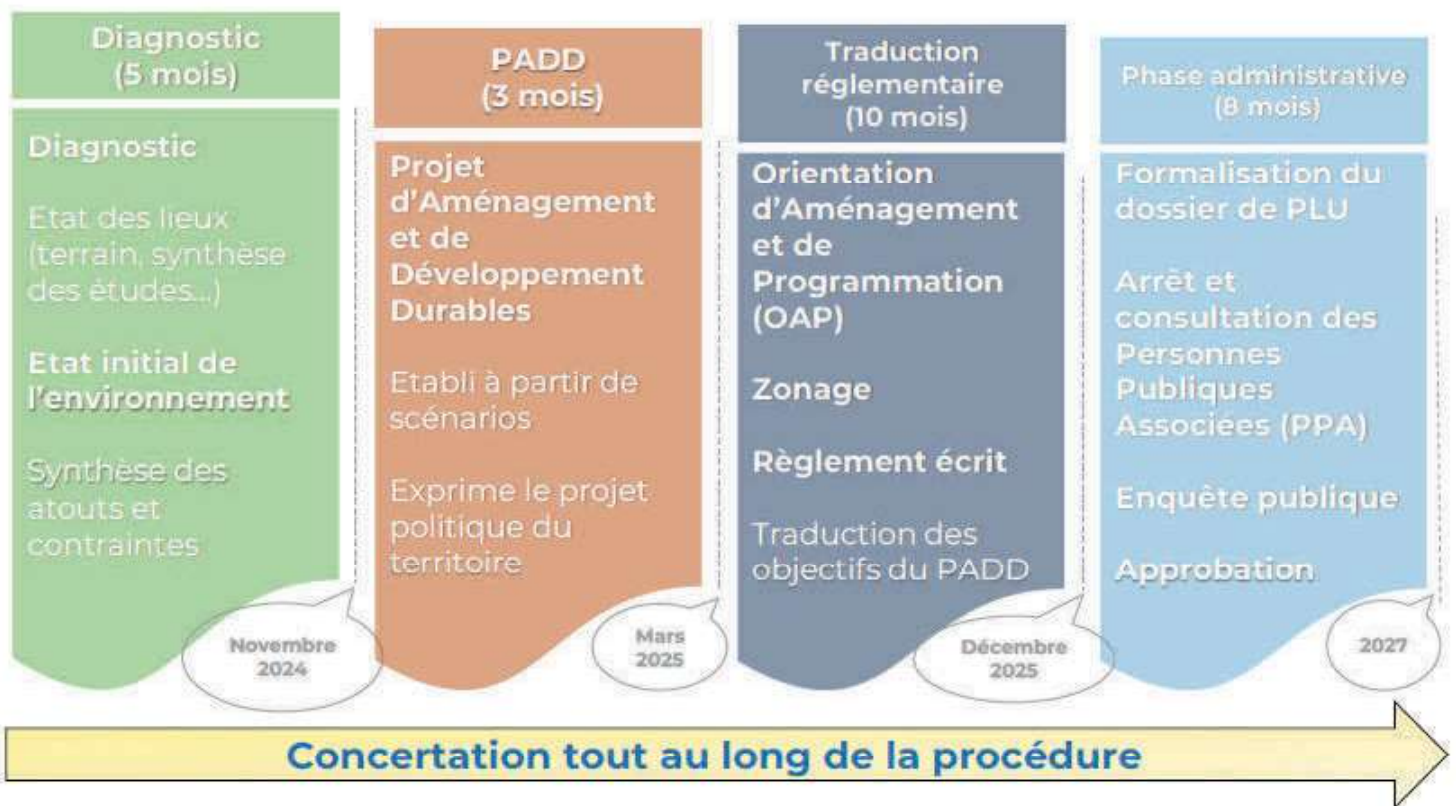 Diagnostic
(5 mois)
Diagnostic
Etat des lieux
(terrain, synthèse
des études...)
Etat initial de
l'environnement
Synthèse des
atouts et
contraintes
Novembre
2024
PADD
(3 mois)
Projet
d'Aménagement
et de
Développement
Durables
Etabli à partir de
scénarios
Exprime le projet
politique du
territoire
Mars
2025
Traduction
réglementaire
(10 mois)
Orientation
d'Aménagement
et de
Programmation
(OAP)
Zonage
Règlement écrit
Traduction des
objectifs du PADD
Décembre
2025
Phase administrative
(8 mois)
Formalisation du
dossier de PLU
Arrêt et
consultation des
Personnes
Publiques
Associées (PPA)
Enquête publique
Approbation
2027
Concertation tout au long de la procédure